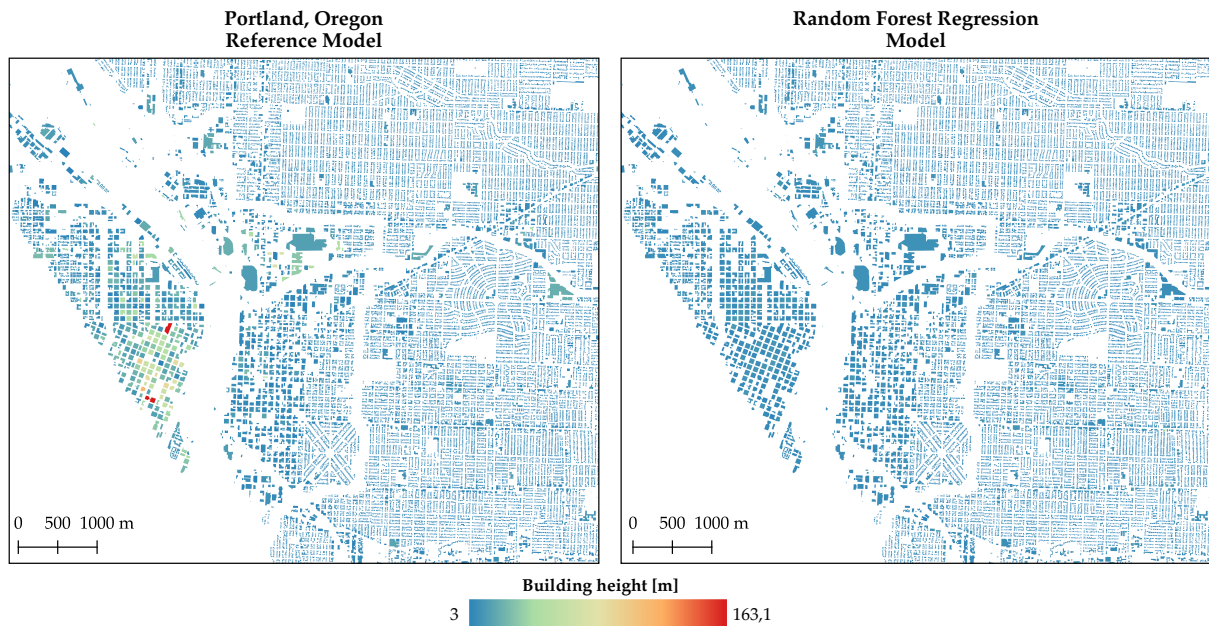 Portland, Oregon
Reference Model
Random Forest Regression
Model
0 500 1000 m
0 500 1000 m
Building height [m]
3 163,1